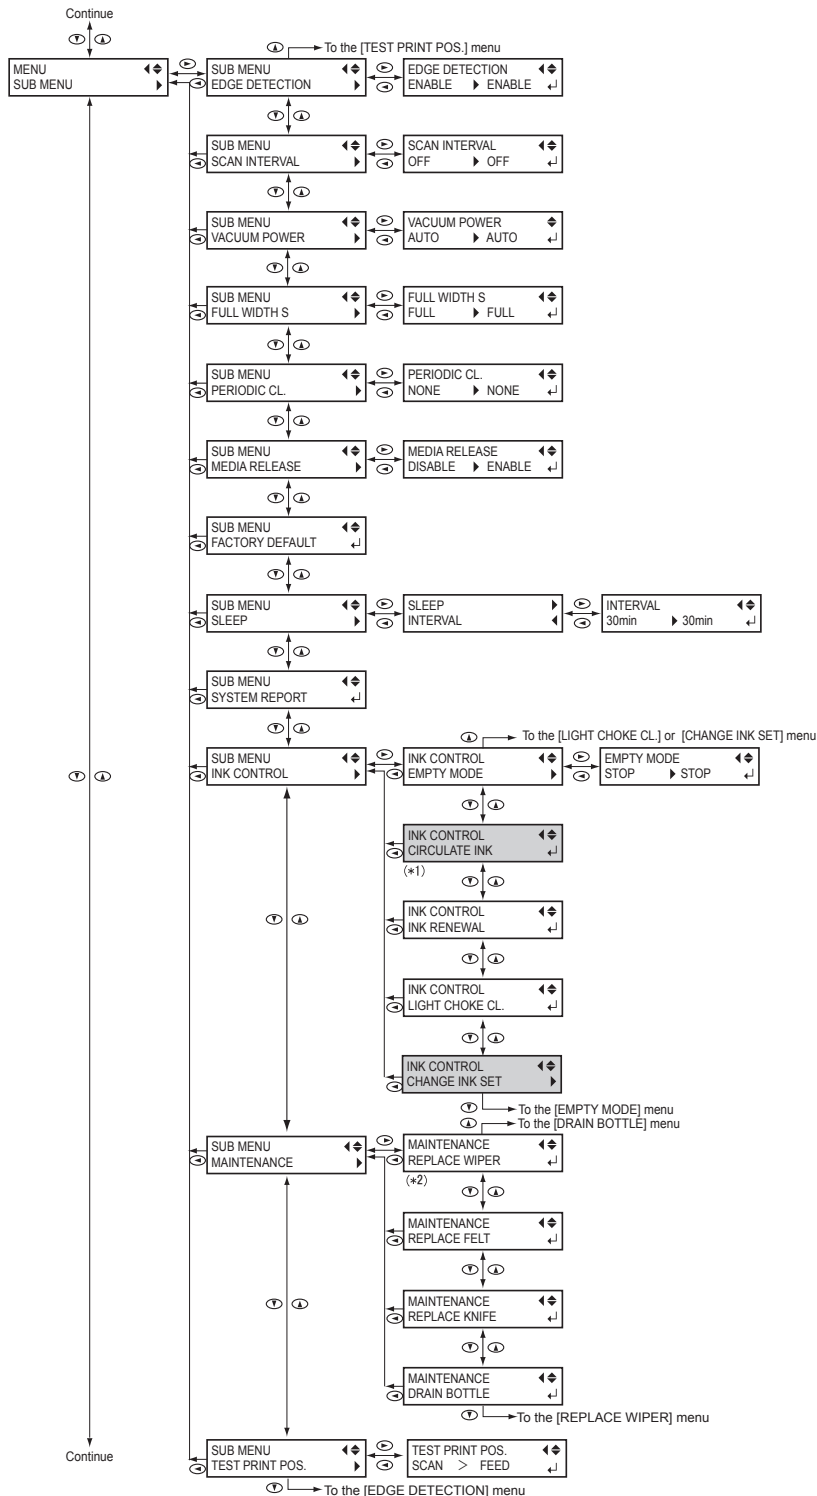 Continue
To the [TEST PRINT POS.] menu
MENU
SUB MENU
SUB MENU
EDGE DETECTION
EDGE DETECTION
ENABLE ENABLE
SUB MENU
SCAN INTERVAL
SCAN INTERVAL
OFF OFF
SUB MENU
VACUUM POWER
VACUUM POWER
AUTO AUTO
SUB MENU
FULL WIDTH S
FULL WIDTH S
FULL FULL
SUB MENU
PERIODIC CL.
PERIODIC CL.
NONE NONE
SUB MENU
MEDIA RELEASE
MEDIA RELEASE
DISABLE ENABLE
SUB MENU
FACTORY DEFAULT
SUB MENU
SLEEP
SLEEP
INTERVAL
INTERVAL
30min 30min
SUB MENU
SYSTEM REPORT
To the [LIGHT CHOKE CL.] or [CHANGE INK SET] menu
SUB MENU
INK CONTROL
INK CONTROL
EMPTY MODE
EMPTY MODE
STOP STOP
INK CONTROL
CIRCULATE INK
(*1)
INK CONTROL
INK RENEWAL
INK CONTROL
LIGHT CHOKE CL.
INK CONTROL
CHANGE INK SET
To the [EMPTY MODE] menu
To the [DRAIN BOTTLE] menu
SUB MENU
MAINTENANCE
MAINTENANCE
REPLACE WIPER
(*2)
MAINTENANCE
REPLACE FELT
MAINTENANCE
REPLACE KNIFE
MAINTENANCE
DRAIN BOTTLE
To the [REPLACE WIPER] menu
Continue
SUB MENU
TEST PRINT POS.
TEST PRINT POS.
SCAN > FEED
To the [EDGE DETECTION] menu